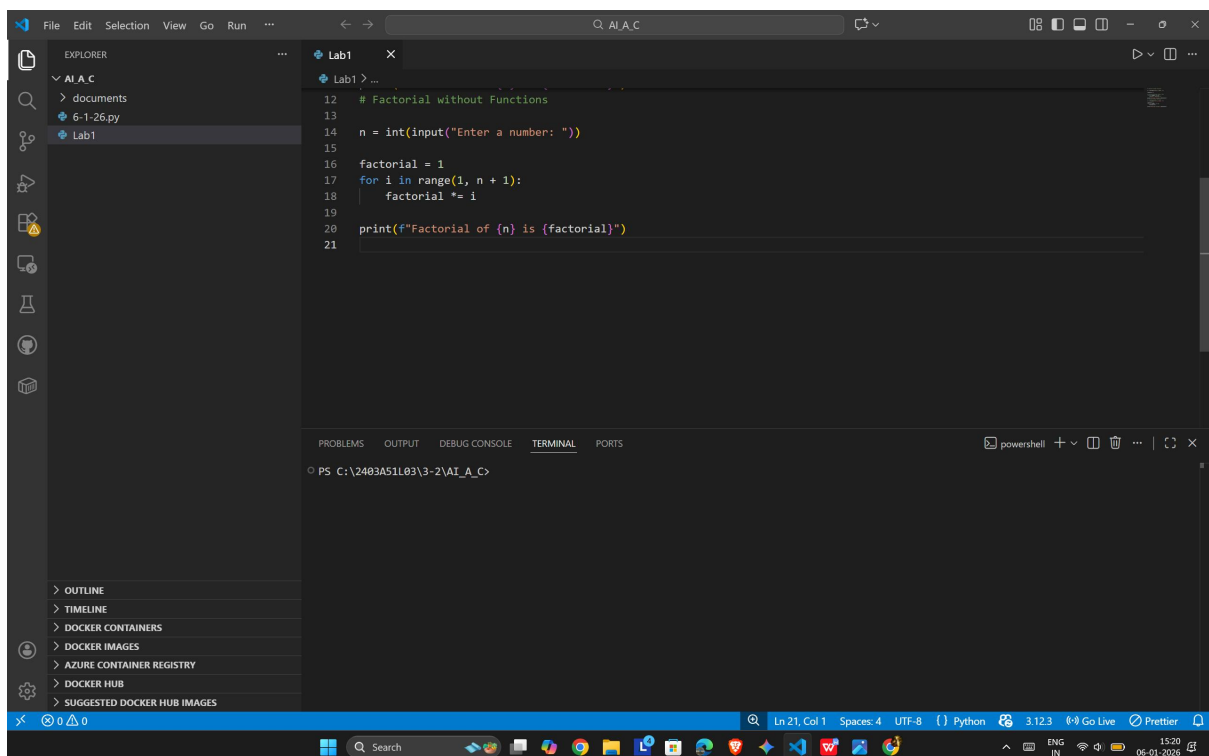 File Edit Selection View Go Run ··· ← → AI_A_C
EXPLORER ···
AI_A_C
documents
6-1-26.py
Lab1
Lab1 ×
Lab1 > ...
12 # Factorial without Functions
13
14 n = int(input("Enter a number: "))
15
16 factorial = 1
17 for i in range(1, n + 1):
18 factorial *= i
19
20 print(f"Factorial of {n} is {factorial}")
21
PROBLEMS OUTPUT DEBUG CONSOLE TERMINAL PORTS powershell
PS C:\2403A51L03\3-2\AI_A_C>
> OUTLINE
> TIMELINE
> DOCKER CONTAINERS
> DOCKER IMAGES
> AZURE CONTAINER REGISTRY
> DOCKER HUB
> SUGGESTED DOCKER HUB IMAGES
0 0 Ln 21, Col 1 Spaces: 4 UTF-8 {} Python 3.12.3 Go Live Prettier
Search ENG 15:20
IN 06-01-2026